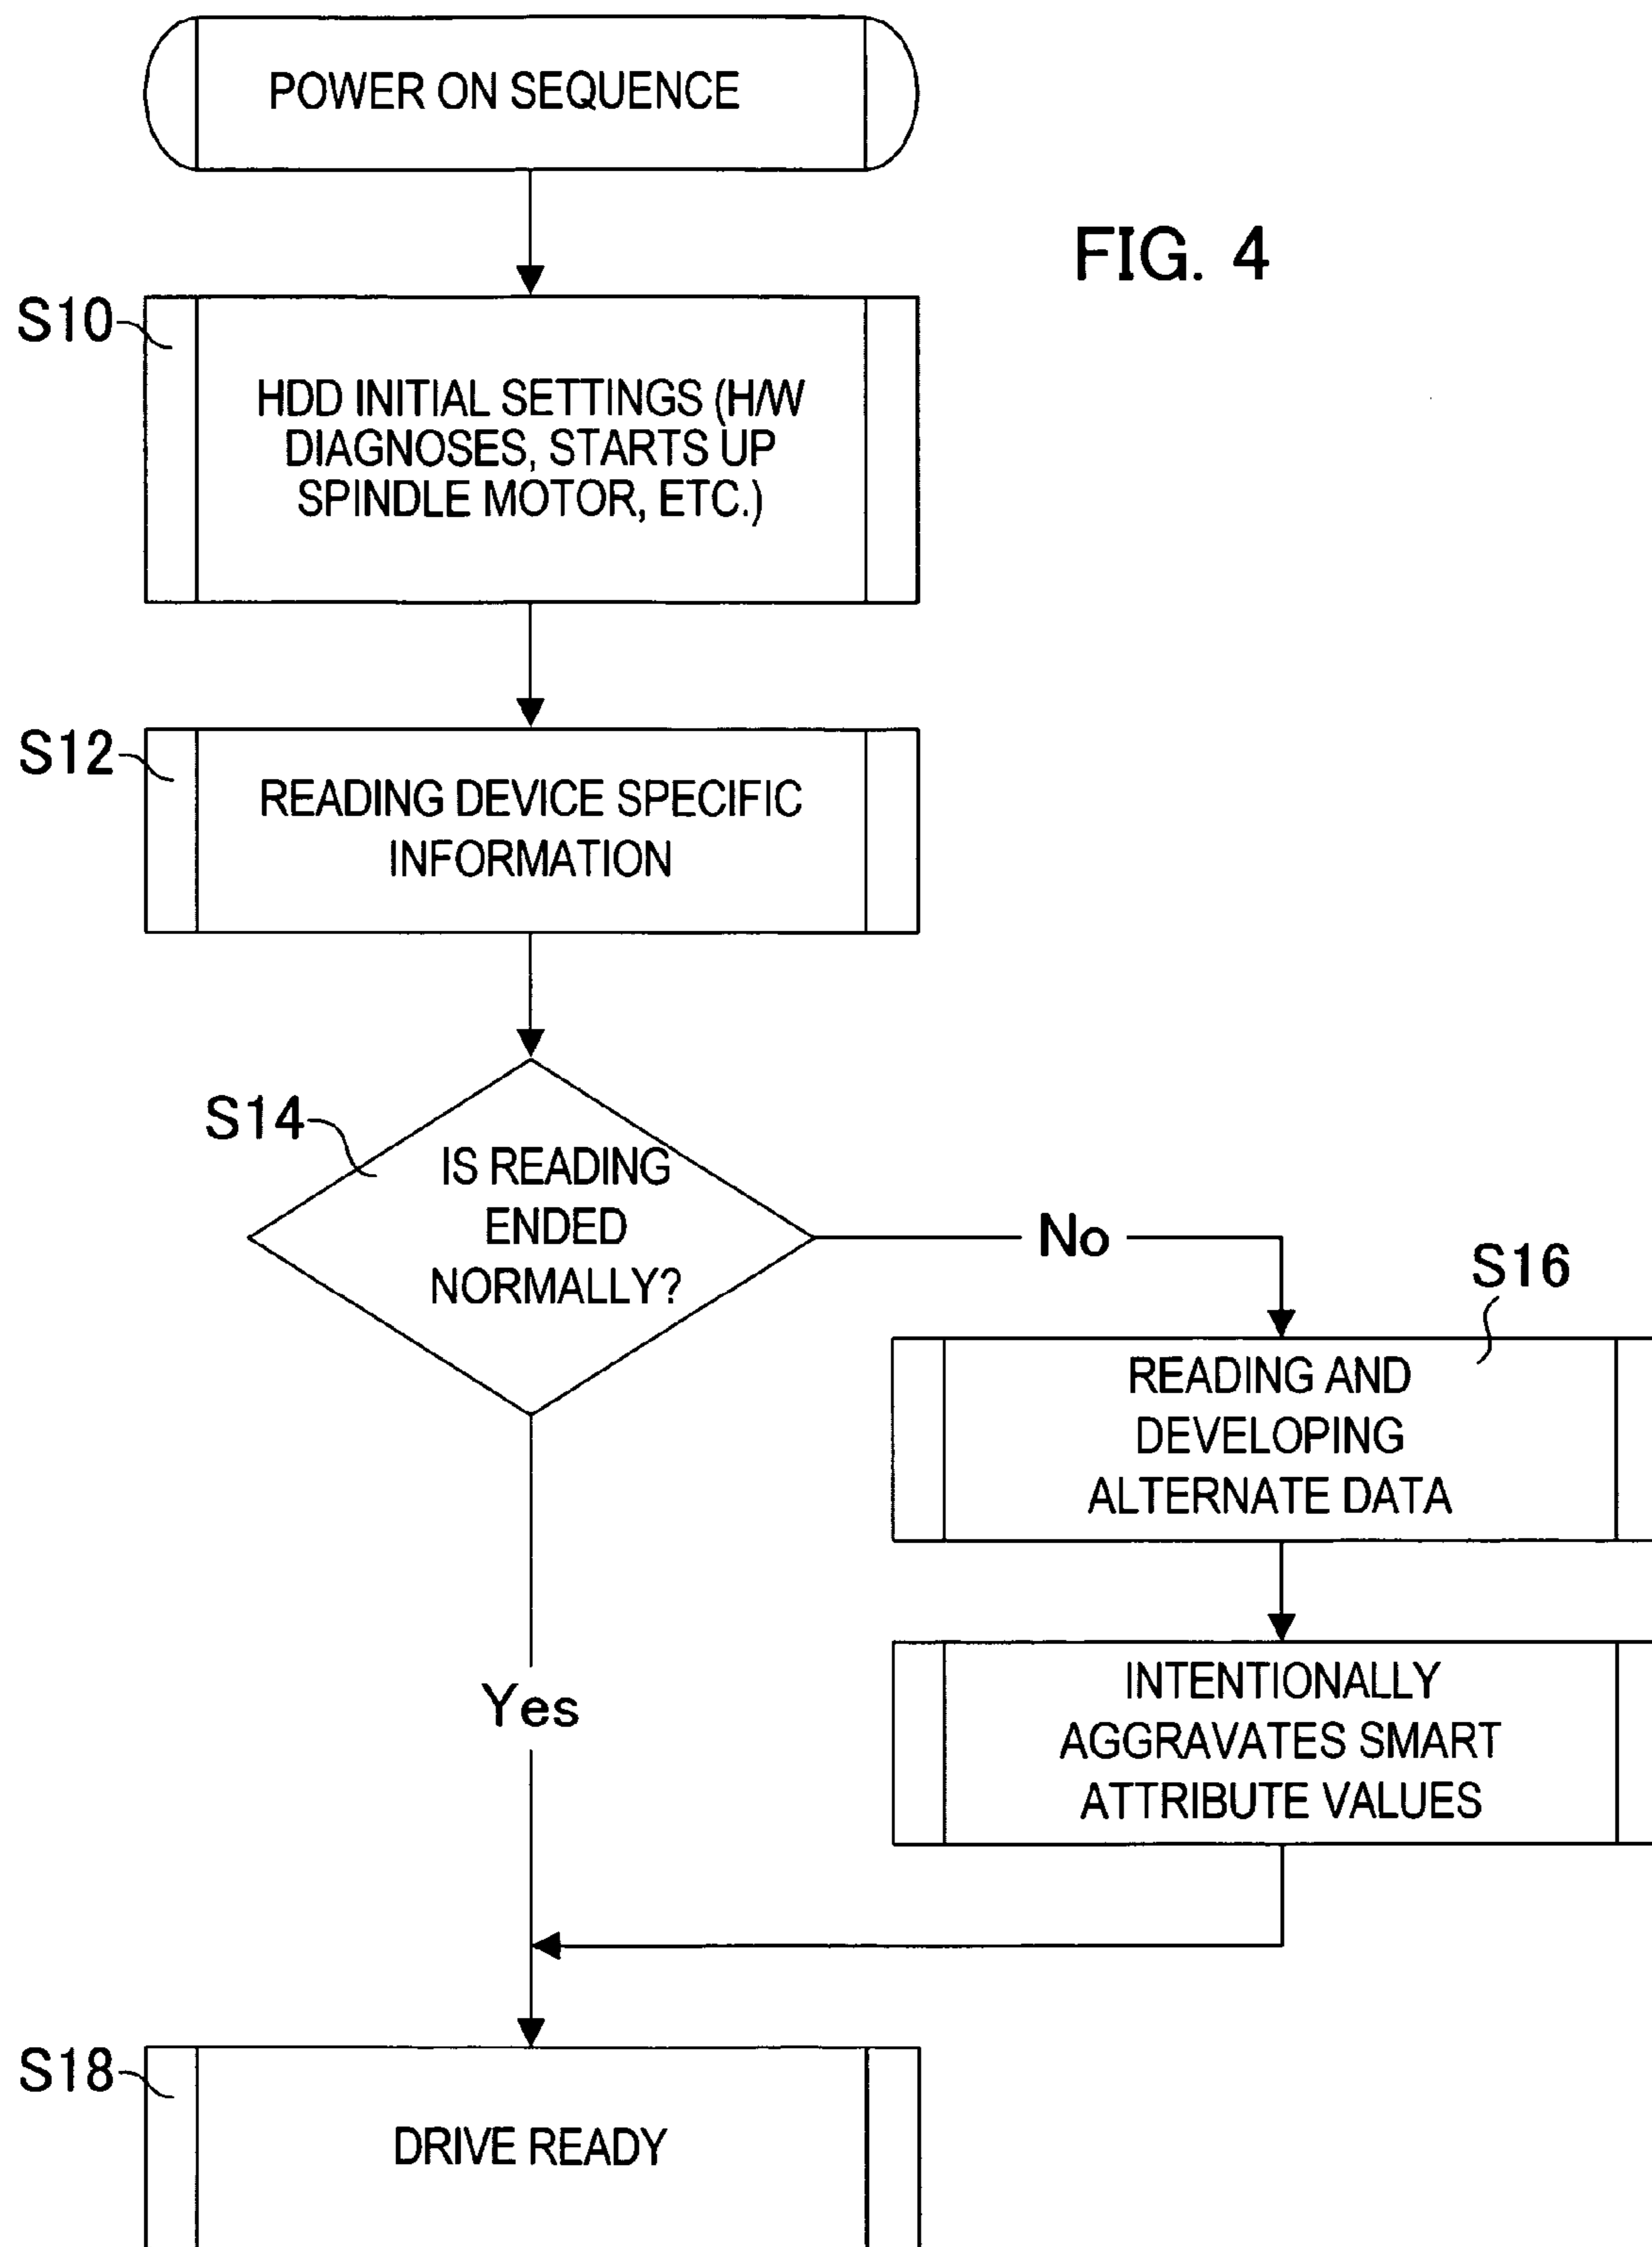 POWER ON SEQUENCE
FIG. 4
S10
HDD INITIAL SETTINGS (H/W
DIAGNOSES, STARTS UP
SPINDLE MOTOR, ETC.)
S12
READING DEVICE SPECIFIC
INFORMATION
S14
IS READING
ENDED
NORMALLY?
No
S16
READING AND
DEVELOPING
ALTERNATE DATA
INTENTIONALLY
AGGRAVATES SMART
ATTRIBUTE VALUES
Yes
S18
DRIVE READY